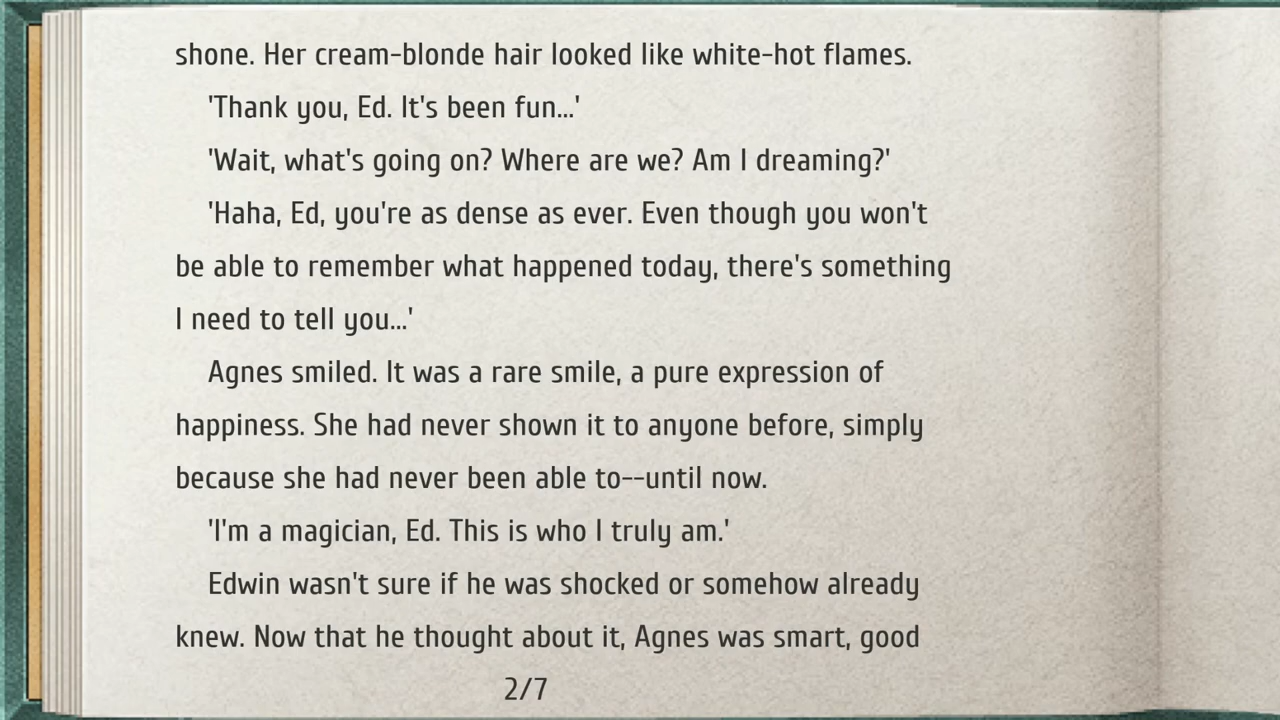 shone. Her cream-blonde hair looked like white-hot flames.
'Thank you, Ed. It's been fun...'
'Wait, what's going on? Where are we? Am I dreaming?'
'Haha, Ed, you're as dense as ever. Even though you won't
be able to remember what happened today, there's something
I need to tell you...'
Agnes smiled. It was a rare smile, a pure expression of
happiness. She had never shown it to anyone before, simply
because she had never been able to--until now.
'I'm a magician, Ed. This is who I truly am.'
Edwin wasn't sure if he was shocked or somehow already
knew. Now that he thought about it, Agnes was smart, good
2/7